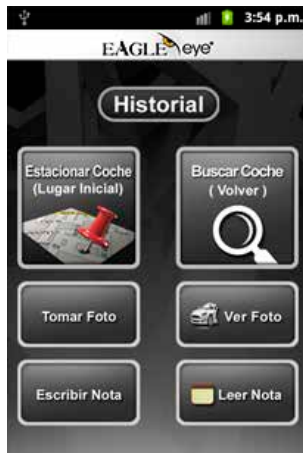 3:54 p.m.
EAGLE eye
Historial
Estacionar Coche
(Lugar Inicial)
Buscar Coche
( Volver )
Tomar Foto
Ver Foto
Escribir Nota
Leer Nota